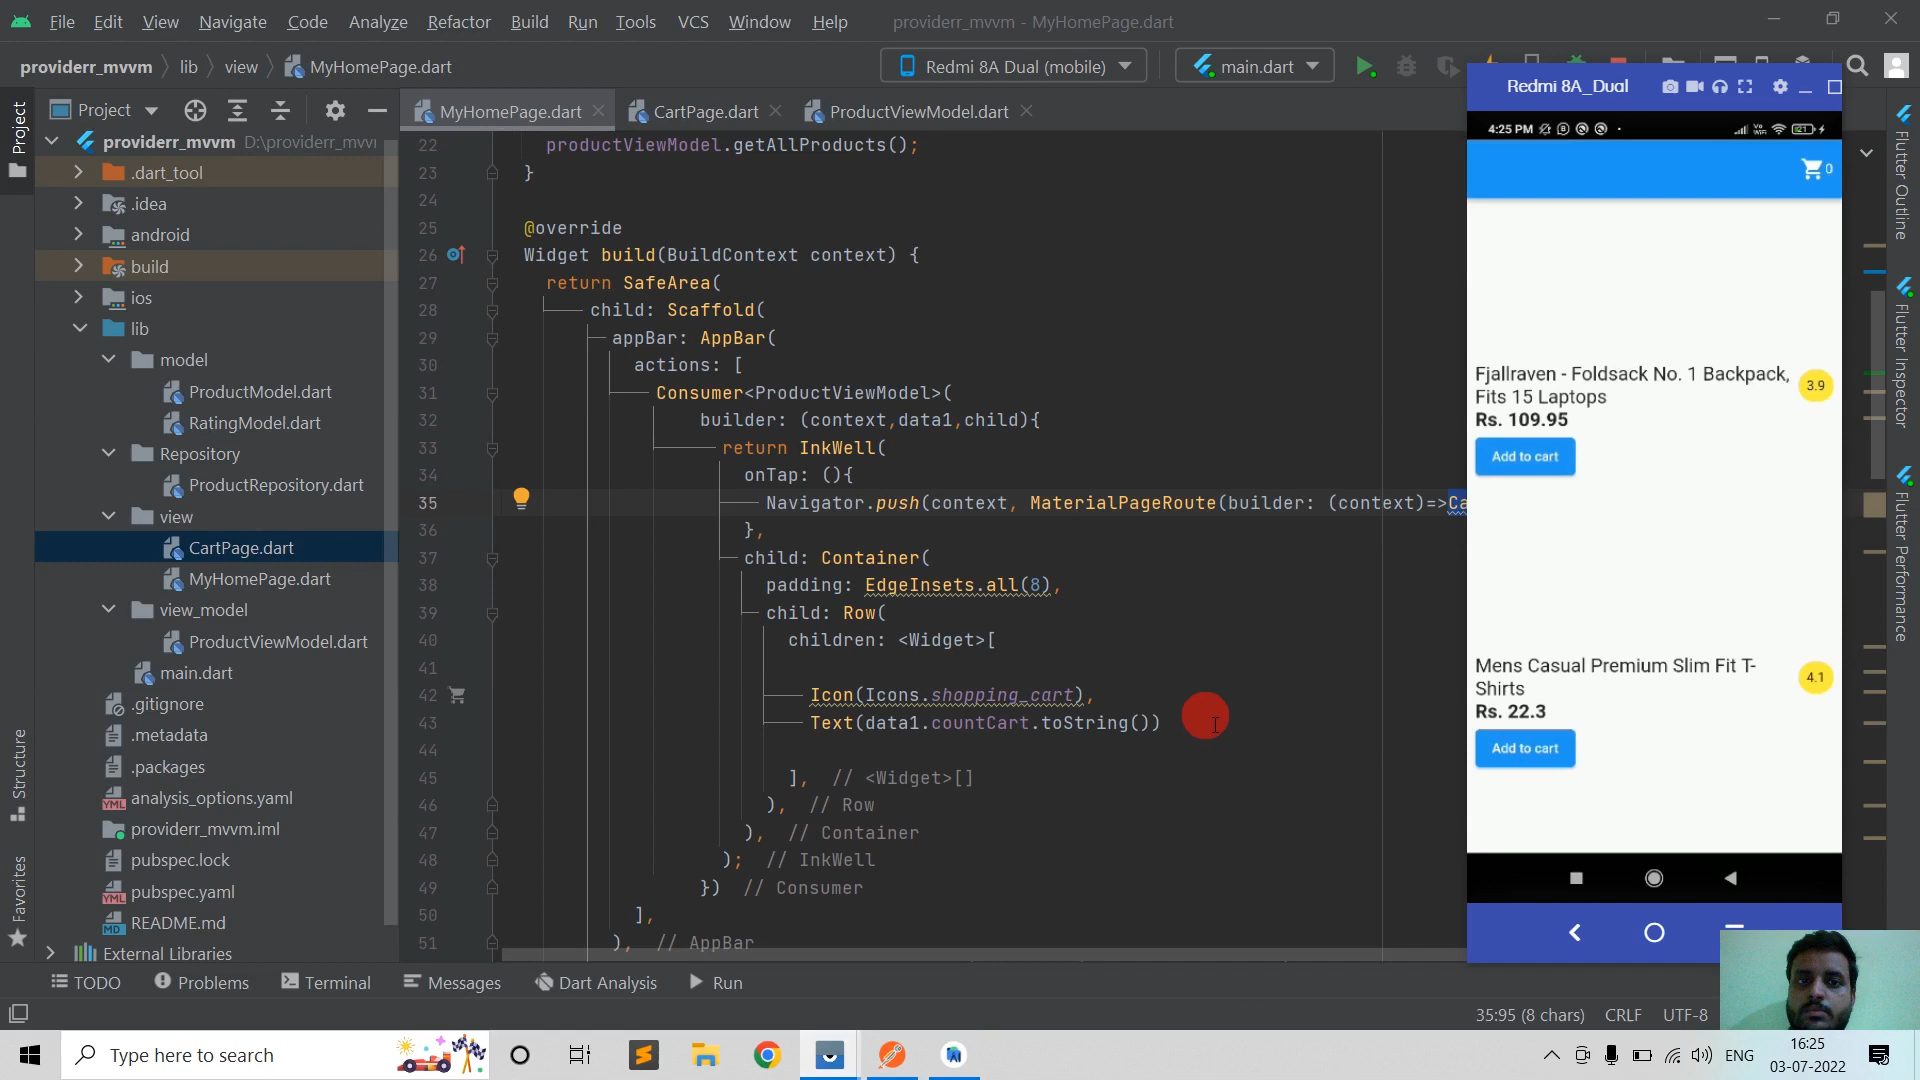 File Edit View Navigate Code Analyze Refactor Build Run Tools VCS Window Help providerr_mvvm - MyHomePage.dart
providerr_mvvm lib view MyHomePage.dart Redmi 8A Dual (mobile) main.dart
Project
MyHomePage.dart CartPage.dart ProductViewModel.dart
providerr_mvvm D:\providerr_mvvm
.dart_tool
.idea
android
build
ios
lib
model
ProductModel.dart
RatingModel.dart
Repository
ProductRepository.dart
view
CartPage.dart
MyHomePage.dart
view_model
ProductViewModel.dart
main.dart
.gitignore
.metadata
.packages
analysis_options.yaml
providerr_mvvm.iml
pubspec.lock
pubspec.yaml
README.md
External Libraries
Project
Structure
Favorites
22 productViewModel.getAllProducts();
23 }
24
25 @override
26 Widget build(BuildContext context) {
27 return SafeArea(
28 child: Scaffold(
29 appBar: AppBar(
30 actions: [
31 Consumer<ProductViewModel>(
32 builder: (context,data1,child){
33 return InkWell(
34 onTap: (){
35 Navigator.push(context, MaterialPageRoute(builder: (context)=>Ca
36 },
37 child: Container(
38 padding: EdgeInsets.all(8),
39 child: Row(
40 children: <Widget>[
41
42 Icon(Icons.shopping_cart),
43 Text(data1.countCart.toString())
44
45 ], // <Widget>[]
46 ), // Row
47 ), // Container
48 ); // InkWell
49 }) // Consumer
50 ],
51 ), // AppBar
Redmi 8A_Dual
4:25 PM 21
0
Fjallraven - Foldsack No. 1 Backpack,
Fits 15 Laptops
3.9
Rs. 109.95
Add to cart
Mens Casual Premium Slim Fit T-
Shirts
4.1
Rs. 22.3
Add to cart
Flutter Outline
Flutter Inspector
Flutter Performance
TODO Problems Terminal Messages Dart Analysis Run
35:95 (8 chars) CRLF UTF-8
Type here to search
ENG
16:25
03-07-2022